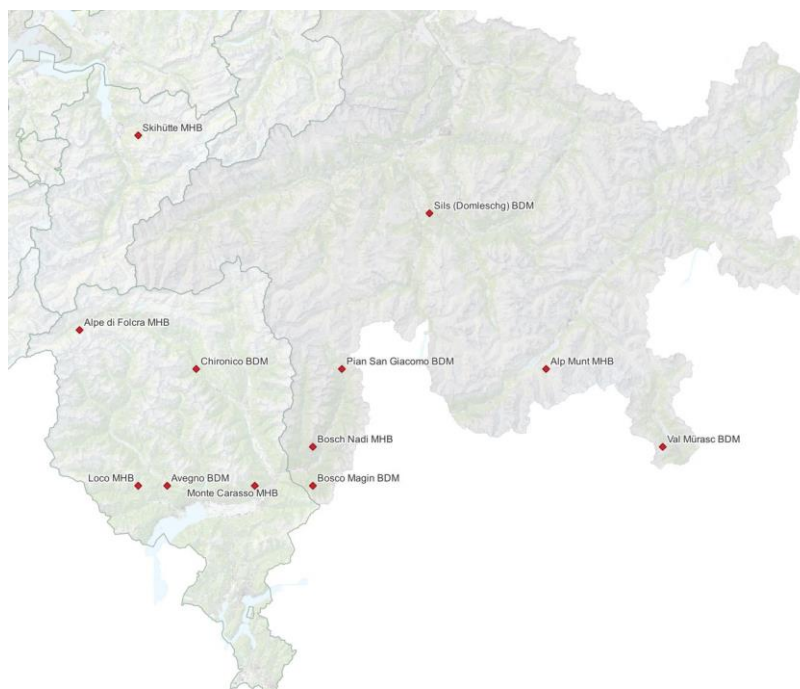 Skihütte MHB
Sils (Domleschg) BDM
Alpe di Folcra MHB
Chironico BDM
Pian San Giacomo BDM
Alp Munt MHB
Bosch Nadi MHB
Val Mürasc BDM
Loco MHB
Avegno BDM
Monte Carasso MHB
Bosco Magin BDM